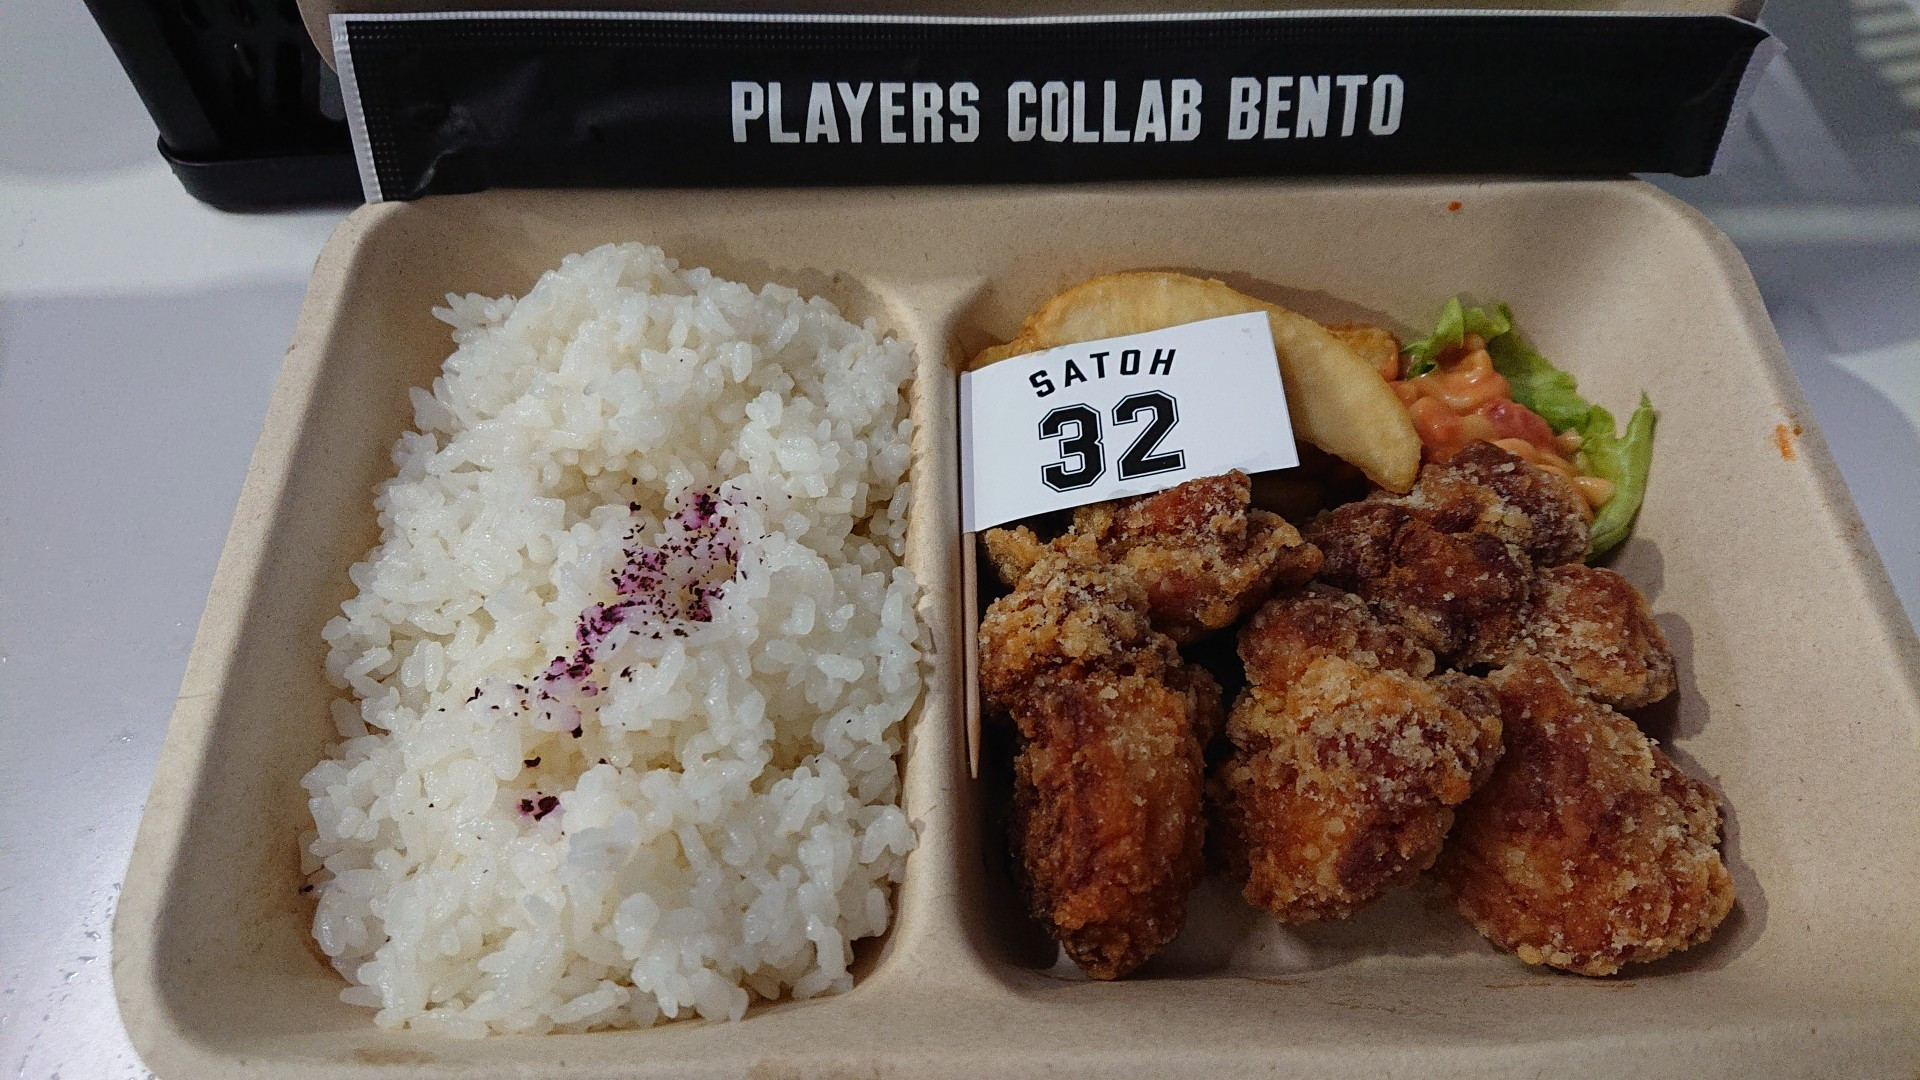 PLAYERS COLLAB BENTO
SATOH
32